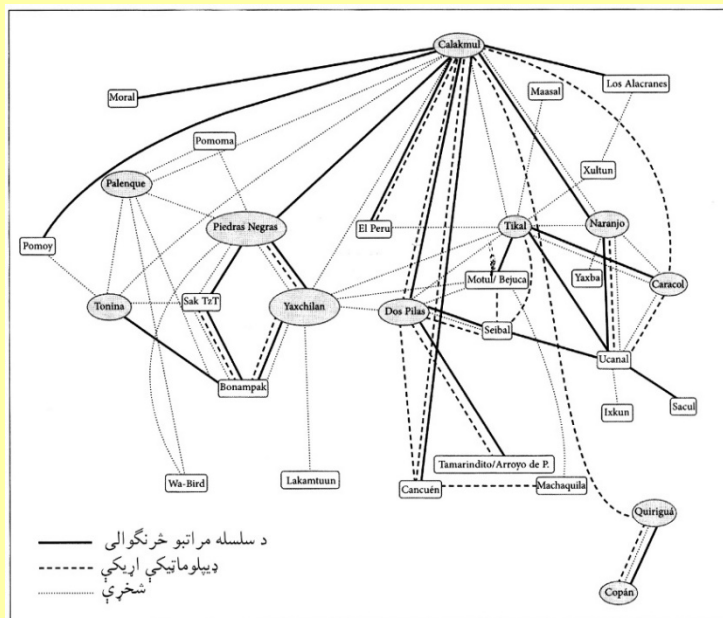 Calakmul
Moral
Maasal
Los Alacranes
Pomoma
Xultun
Palenque
Piedras Negras
El Peru
Tikal
Naranjo
Pomoy
Motul/ Bejuca
Yaxba
Caracol
Tonina
Sak TzT
Yaxchilan
Dos Pilas
Seibal
Ucanal
Bonampak
Ixkun
Sacul
Wa-Bird
Lakamtuun
Tamarindito/Arroyo de P.
Cancuén
Machaquila
Quiriguá
Copán
د سلسله مراتبو څرنګوالی
ډیپلوماټیکې اړیکې
شخړې